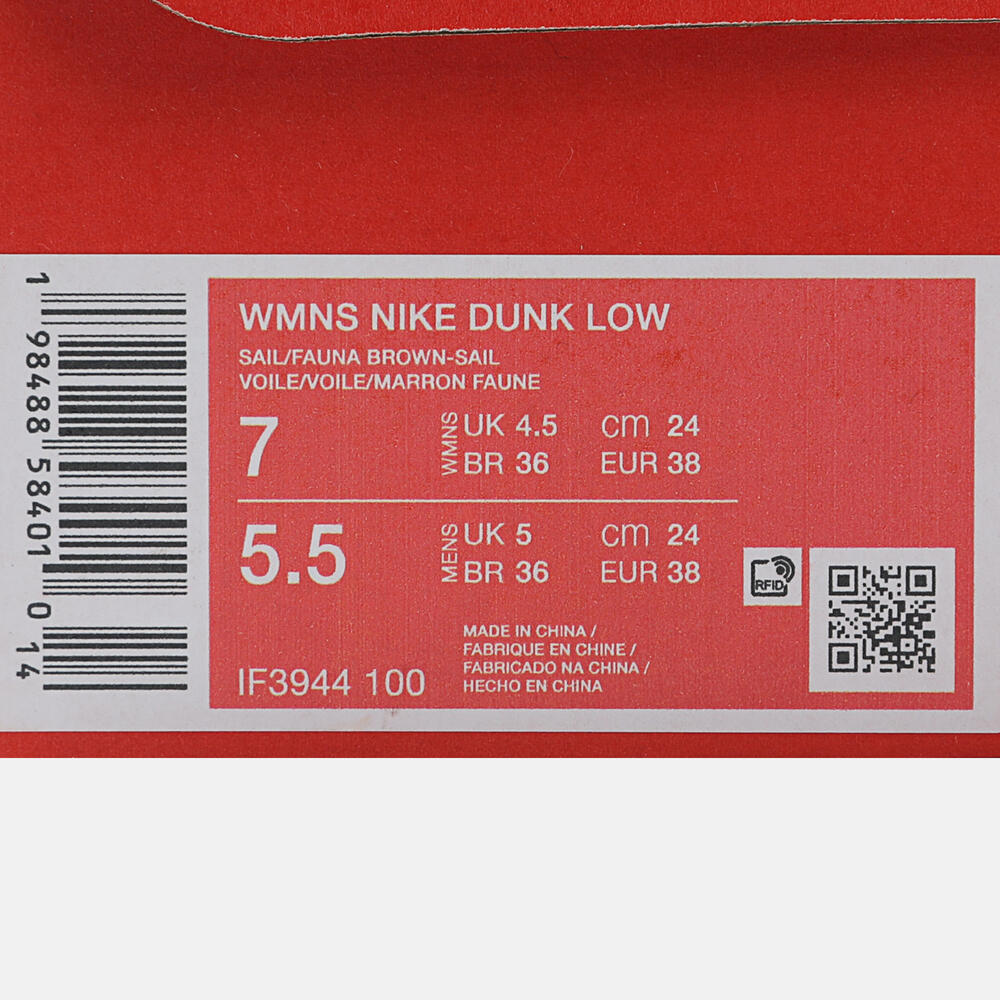 WMNS NIKE DUNK LOW
SAIL/FAUNA BROWN-SAIL
VOILE/VOILE/MARRON FAUNE
7 WMNS UK 4.5 cm 24
BR 36 EUR 38
5.5 MENS UK 5 cm 24
BR 36 EUR 38
RFID
MADE IN CHINA /
FABRIQUE EN CHINE /
FABRICADO NA CHINA /
HECHO EN CHINA
IF3944 100
1 98488 58401 0 14